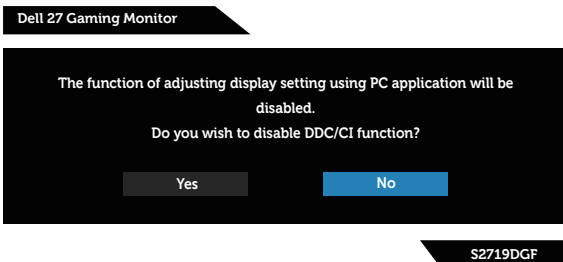 Dell 27 Gaming Monitor
The function of adjusting display setting using PC application will be
disabled.
Do you wish to disable DDC/CI function?
Yes
No
S2719DGF